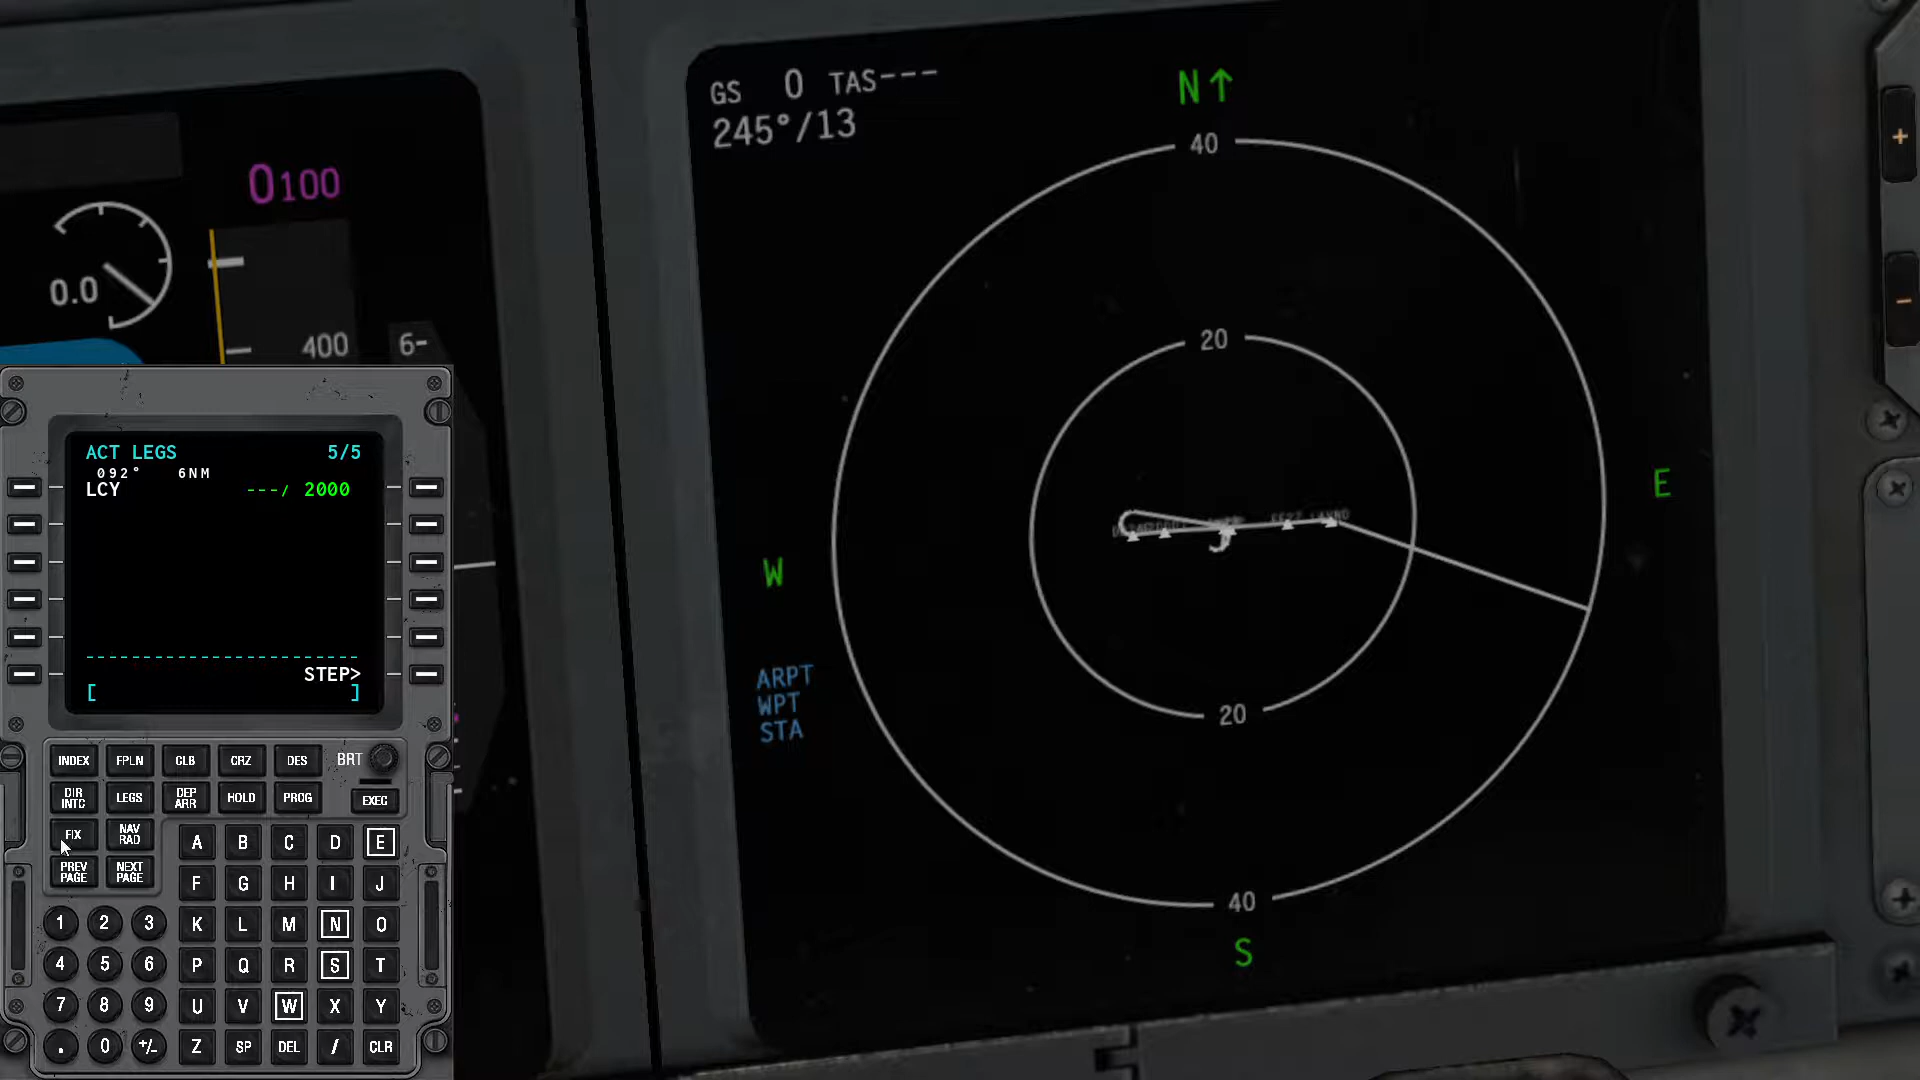 GS 0 TAS---
245°/13
N↑
40
20
W
E
ARPT
WPT
STA
20
40
S
0100
0.0
400
6-
ACT LEGS 5/5
092° 6NM
LCY ---/ 2000
----------------------
STEP>
[ ]
INDEX FPLN CLB CRZ DES BRT
DIR INTC LEGS DEP ARR HOLD PROG EXEC
FIX NAV RAD
PREV PAGE NEXT PAGE
A B C D E
F G H I J
1 2 3 K L M N O
4 5 6 P Q R S T
7 8 9 U V W X Y
. 0 +/- Z SP DEL / CLR
+
-